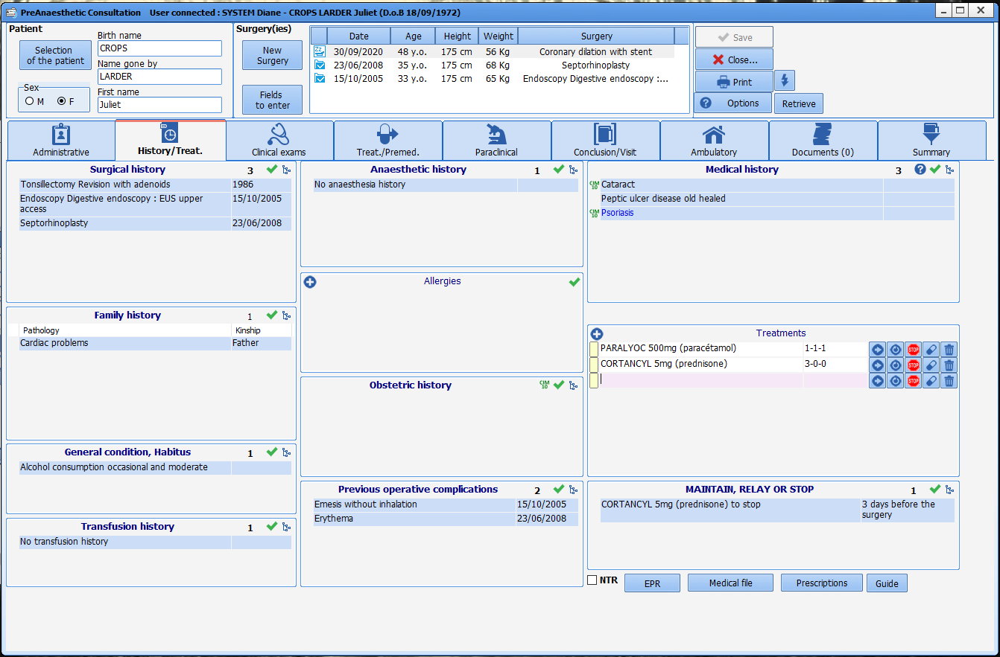 PreAnaesthetic Consultation    User connected : SYSTEM Diane - CROPS LARDER Juliet (D.o.B 18/09/1972)
Patient
Selection
of the patient
Sex
M F
Birth name
CROPS
Name gone by
LARDER
First name
Juliet
Surgery(ies)
New
Surgery
Fields
to enter
Date Age Height Weight Surgery
30/09/2020 48 y.o. 175 cm 56 Kg Coronary dilation with stent
23/06/2008 35 y.o. 175 cm 68 Kg Septorhinoplasty
15/10/2005 33 y.o. 175 cm 65 Kg Endoscopy Digestive endoscopy :...
Save
Close...
Print
Options
Retrieve
Administrative
History/Treat.
Clinical exams
Treat./Premed.
Paraclinical
Conclusion/Visit
Ambulatory
Documents (0)
Summary
Surgical history 3
Tonsillectomy Revision with adenoids 1986
Endoscopy Digestive endoscopy : EUS upper 15/10/2005
access
Septorhinoplasty 23/06/2008
Family history 1
Pathology Kinship
Cardiac problems Father
General condition, Habitus 1
Alcohol consumption occasional and moderate
Transfusion history 1
No transfusion history
Anaesthetic history 1
No anaesthesia history
Allergies
Obstetric history CIM
10
Previous operative complications 2
Emesis without inhalation 15/10/2005
Erythema 23/06/2008
Medical history 3
CIM
10 Cataract
Peptic ulcer disease old healed
CIM
10 Psoriasis
Treatments
PARALYOC 500mg (paracétamol) 1-1-1 STOP
CORTANCYL 5mg (prednisone) 3-0-0 STOP
STOP
MAINTAIN, RELAY OR STOP 1
CORTANCYL 5mg (prednisone) to stop 3 days before the
surgery
NTR
EPR
Medical file
Prescriptions
Guide